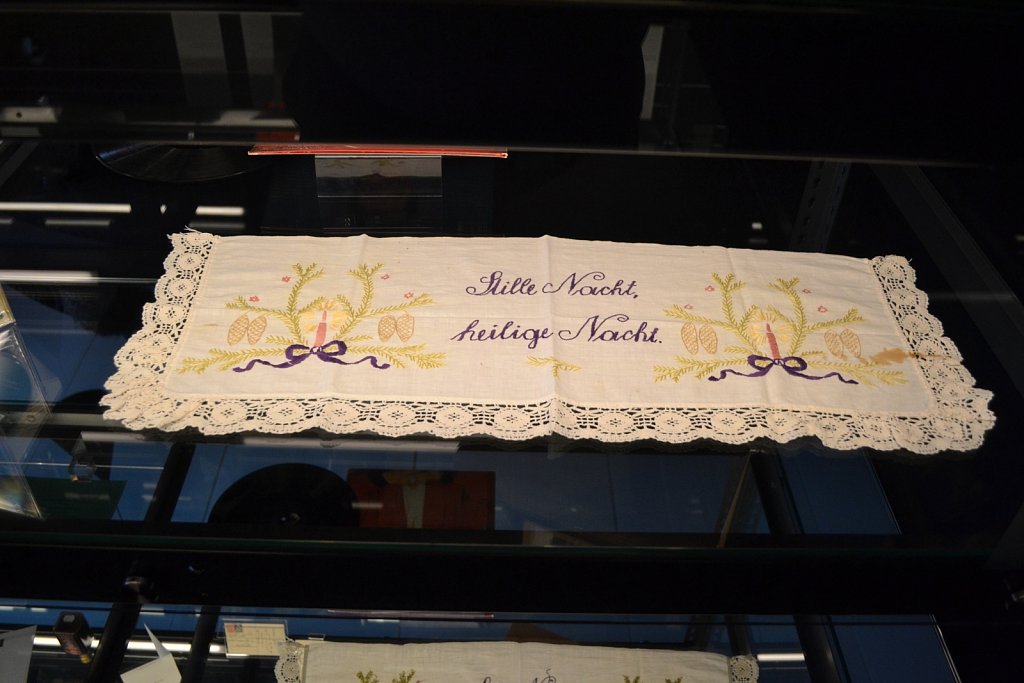 Stille Nacht,
heilige Nacht.